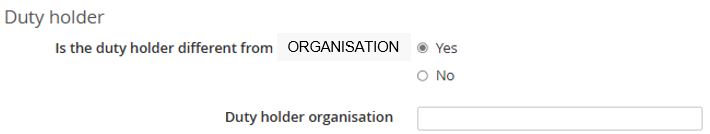 Duty holder
Is the duty holder different from ORGANISATION Yes
No
Duty holder organisation